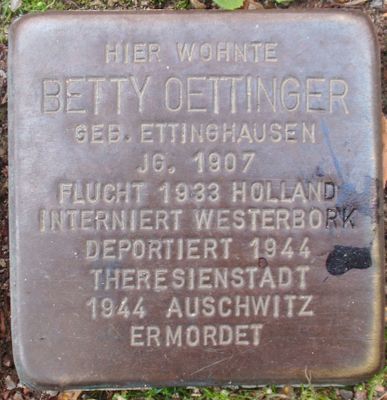 HIER WOHNTE
BETTY OETTINGER
GEB. ETTINGHAUSEN
JG. 1907
FLUCHT 1933 HOLLAND
INTERNIERT WESTERBORK
DEPORTIERT 1944
THERESIENSTADT
1944 AUSCHWITZ
ERMORDET